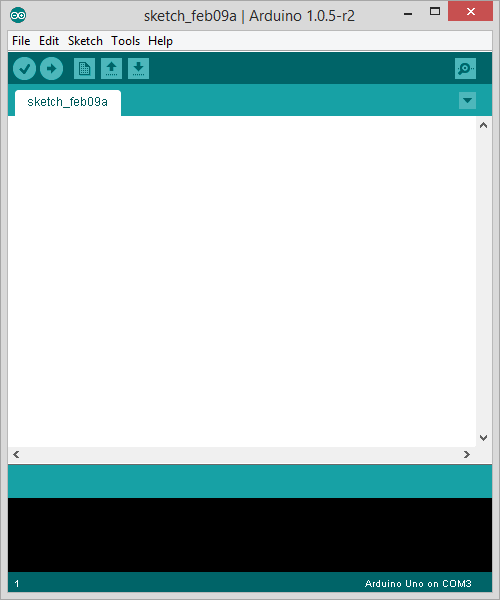 sketch_feb09a | Arduino 1.0.5-r2
File Edit Sketch Tools Help
sketch_feb09a
1 Arduino Uno on COM3